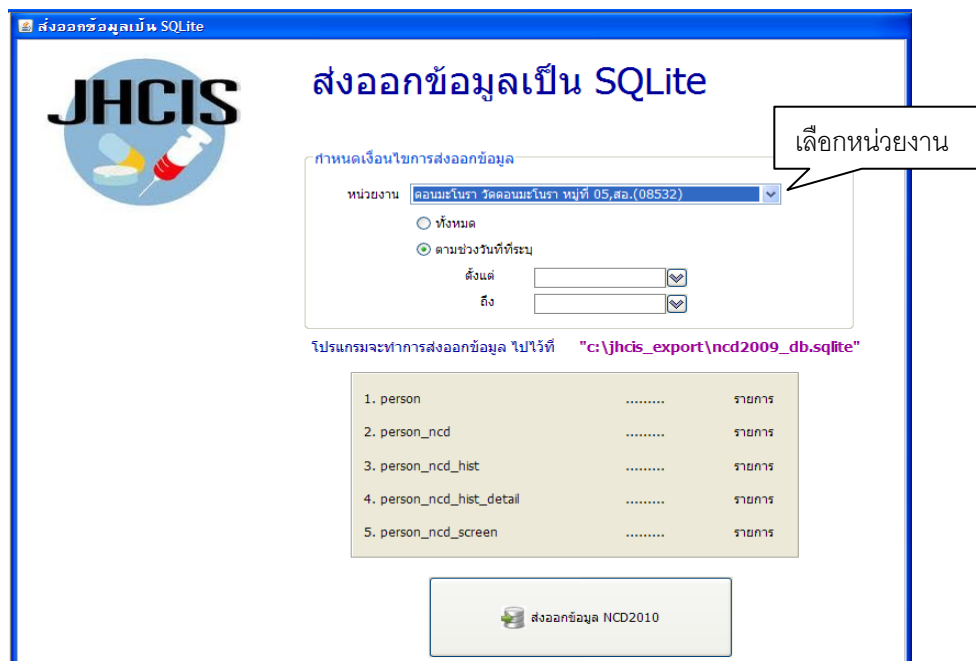 ส่งออกข้อมูลเป็น SQLite
JHCIS
ส่งออกข้อมูลเป็น SQLite
เลือกหน่วยงาน
กำหนดเงื่อนไขการส่งออกข้อมูล
หน่วยงาน ดอนมะโนรา วัดดอนมะโนรา หมู่ที่ 05,สอ.(08532)
ทั้งหมด
ตามช่วงวันที่ที่ระบุ
ตั้งแต่
ถึง
โปรแกรมจะทำการส่งออกข้อมูล ไปไว้ที่ "c:\jhcis_export\ncd2009_db.sqlite"
1. person ......... รายการ
2. person_ncd ......... รายการ
3. person_ncd_hist ......... รายการ
4. person_ncd_hist_detail ......... รายการ
5. person_ncd_screen ......... รายการ
ส่งออกข้อมูล NCD2010